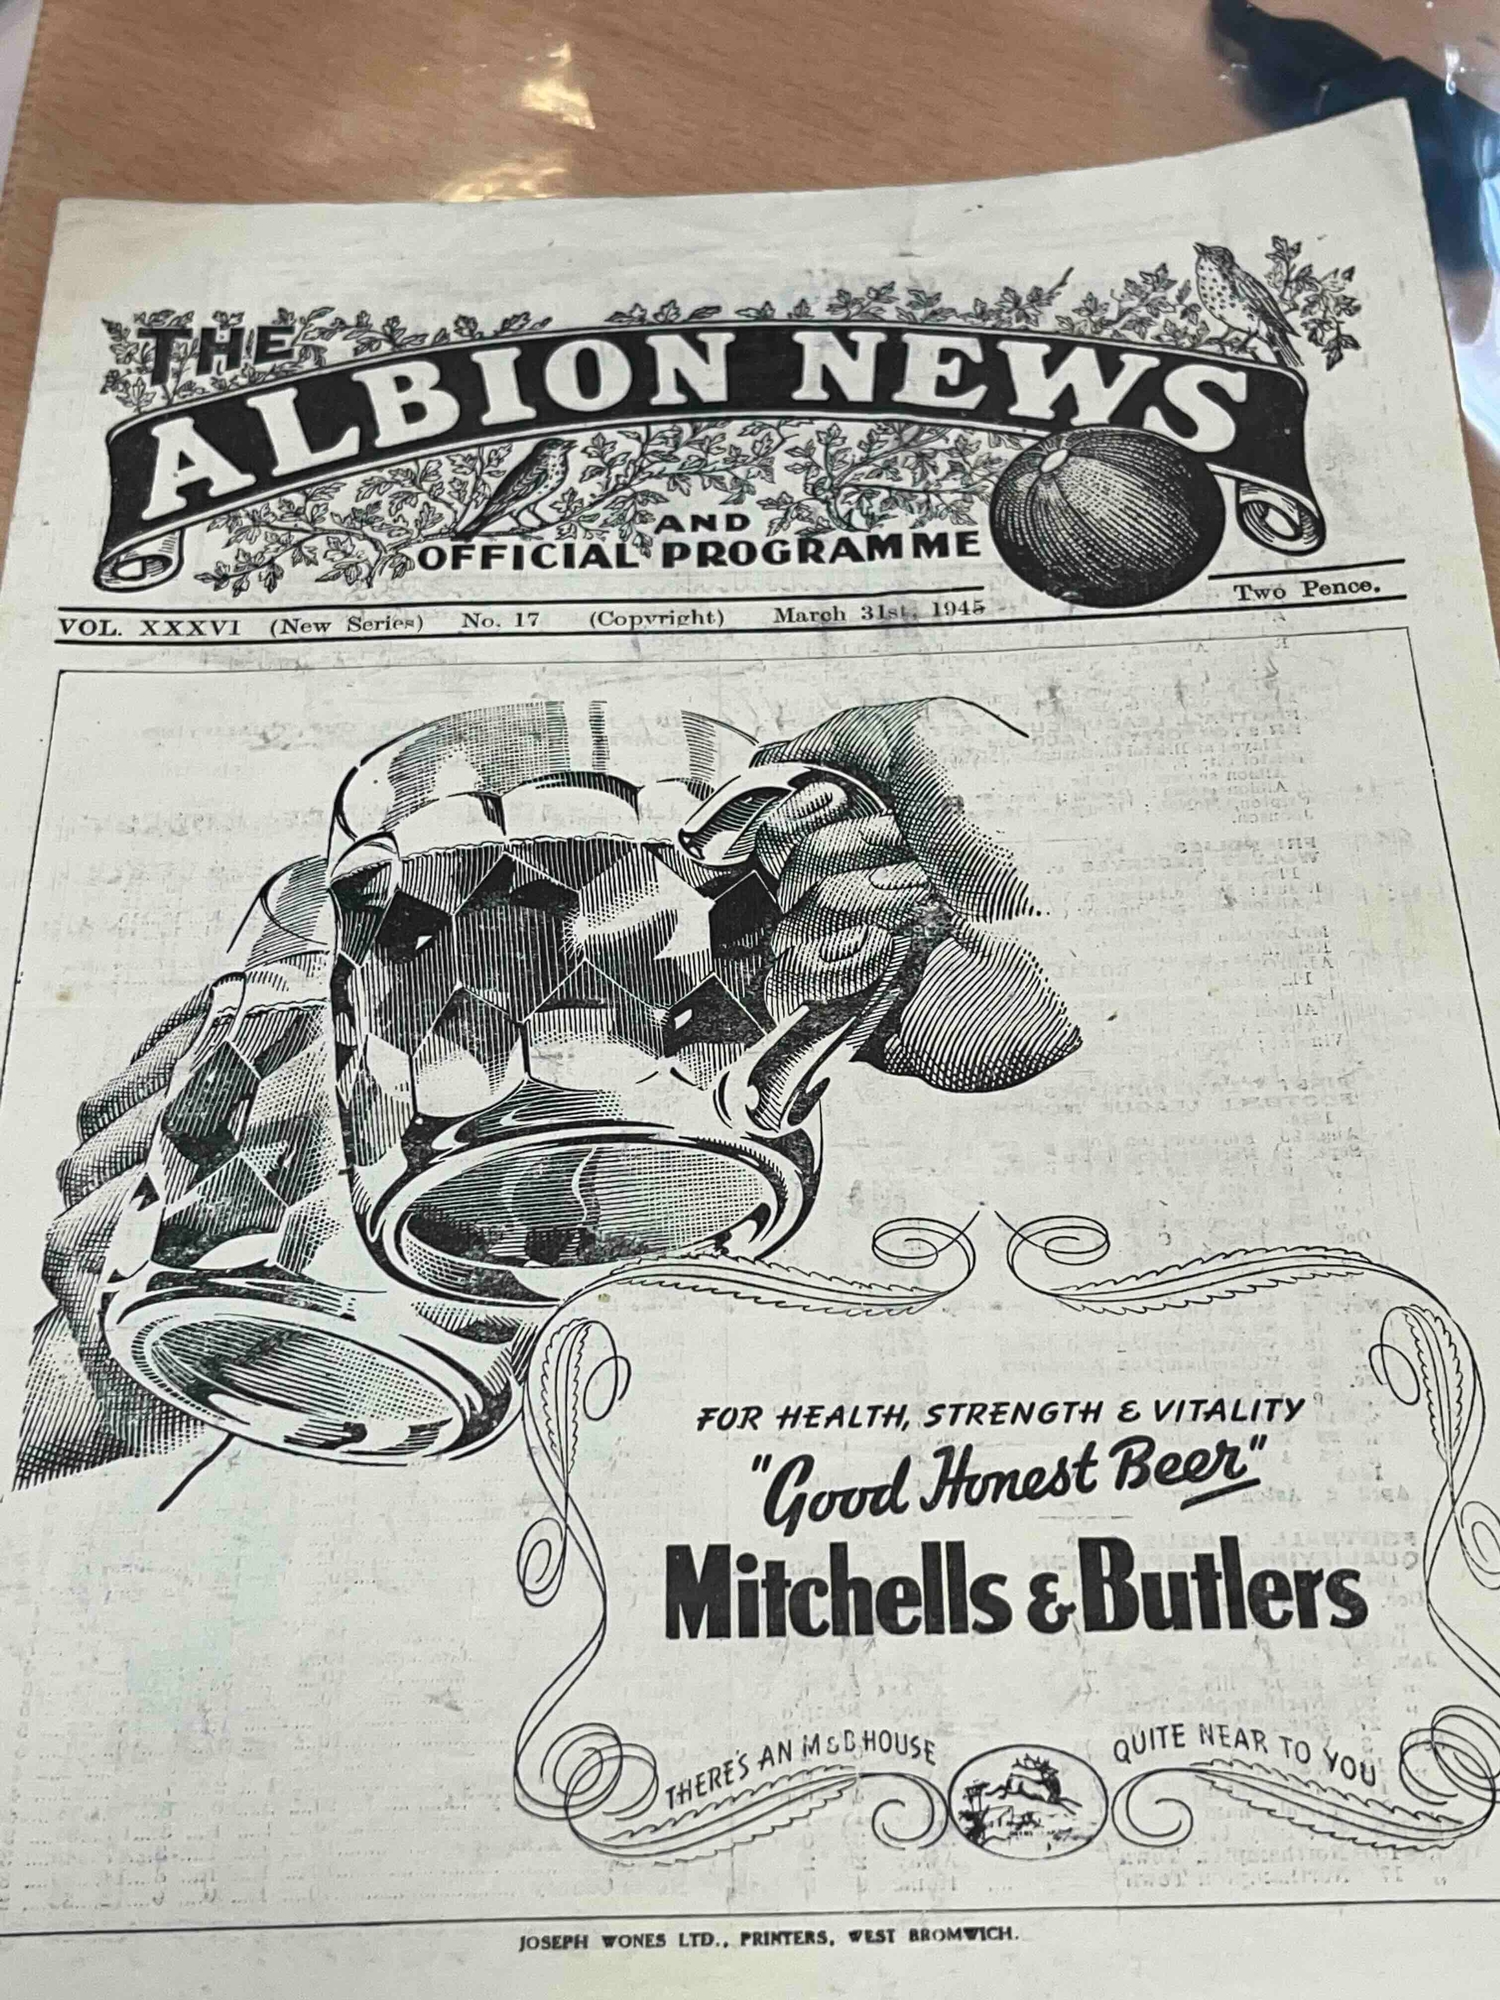 THE
ALBION NEWS
AND
OFFICIAL PROGRAMME
Two Pence.
VOL. XXXVI (New Series) No. 17 (Copyright) March 31st, 1945
FOR HEALTH, STRENGTH & VITALITY
"Good Honest Beer"
Mitchells & Butlers
THERE'S AN M&B HOUSE
QUITE NEAR TO YOU
JOSEPH WONES LTD., PRINTERS, WEST BROMWICH.